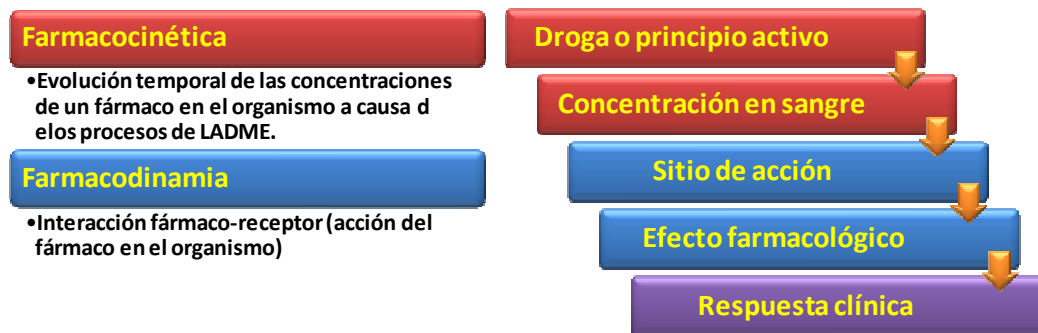 Farmacocinética
•Evolución temporal de las concentraciones
de un fármaco en el organismo a causa d
elos procesos de LADME.
Farmacodinamia
•Interacción fármaco-receptor (acción del
fármaco en el organismo)
Droga o principio activo
Concentración en sangre
Sitio de acción
Efecto farmacológico
Respuesta clínica